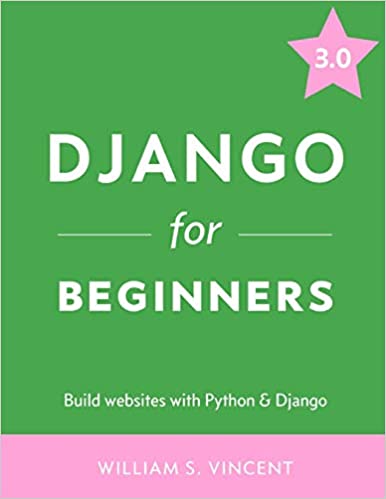 3.0
DJANGO
for
BEGINNERS
Build websites with Python & Django
WILLIAM S. VINCENT